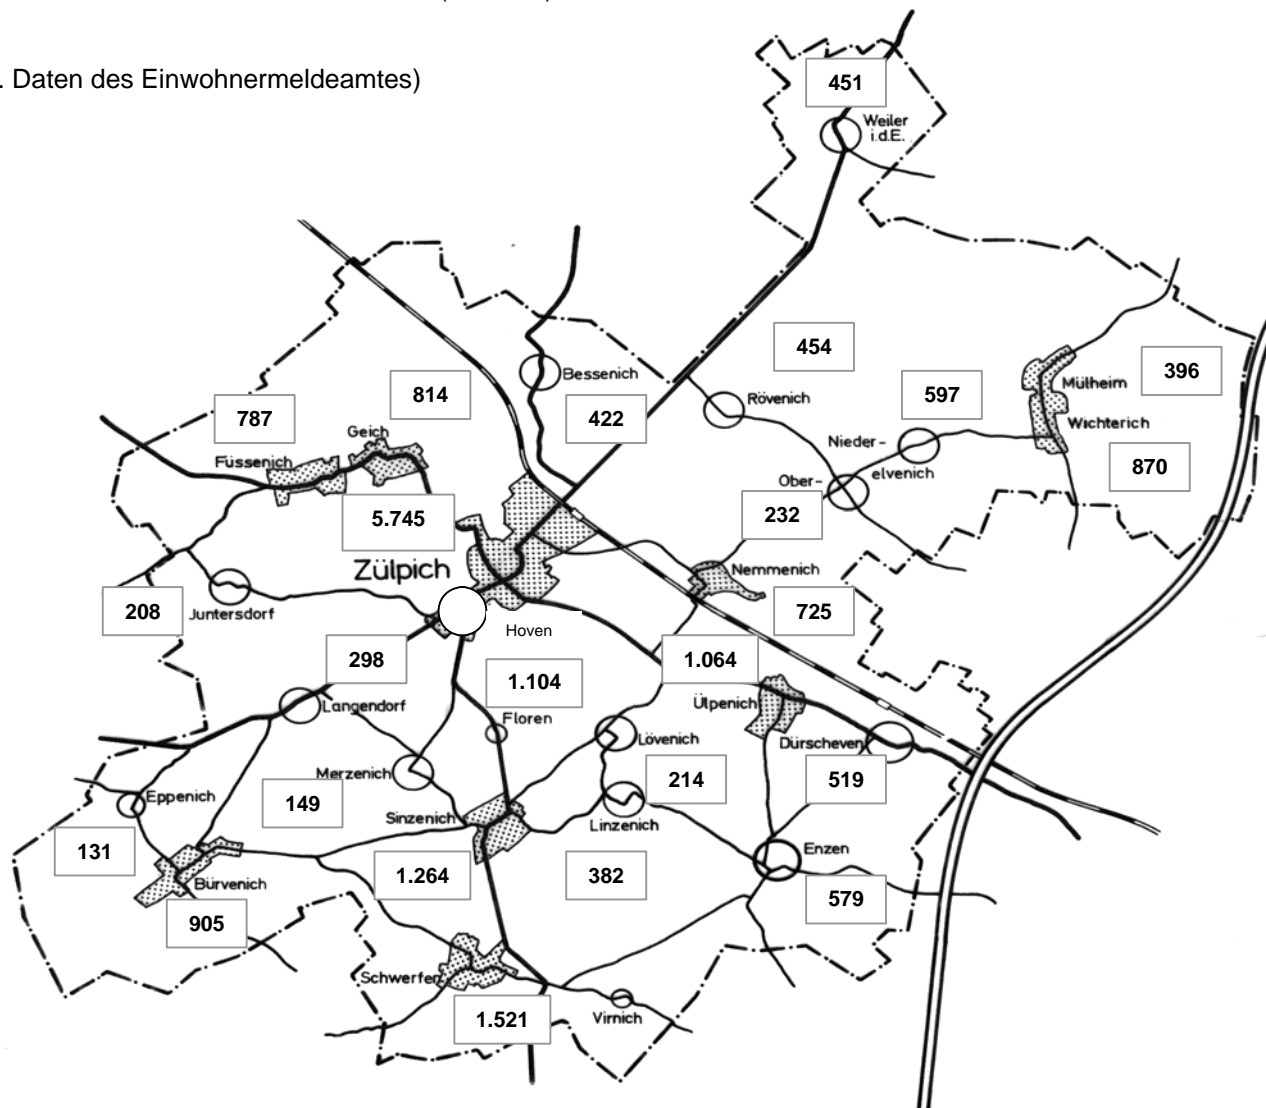 . Daten des Einwohnermeldeamtes)
451
Weiler
i.d.E.
454
Bessenich
814
422
Rövenich
597
Mülheim
396
787
Geich
Füssenich
Wichterich
Nieder-
elvenich
870
Ober-
232
5.745
Zülpich
Nemmenich
208
Juntersdorf
725
Hoven
298
1.104
1.064
Langendorf
Floren
Ülpenich
Lövenich
Dürscheven
Merzenich
214
519
Eppenich
149
Sinzenich
Linzenich
131
Enzen
Bürvenich
1.264
382
579
905
Schwerfen
1.521
Virnich